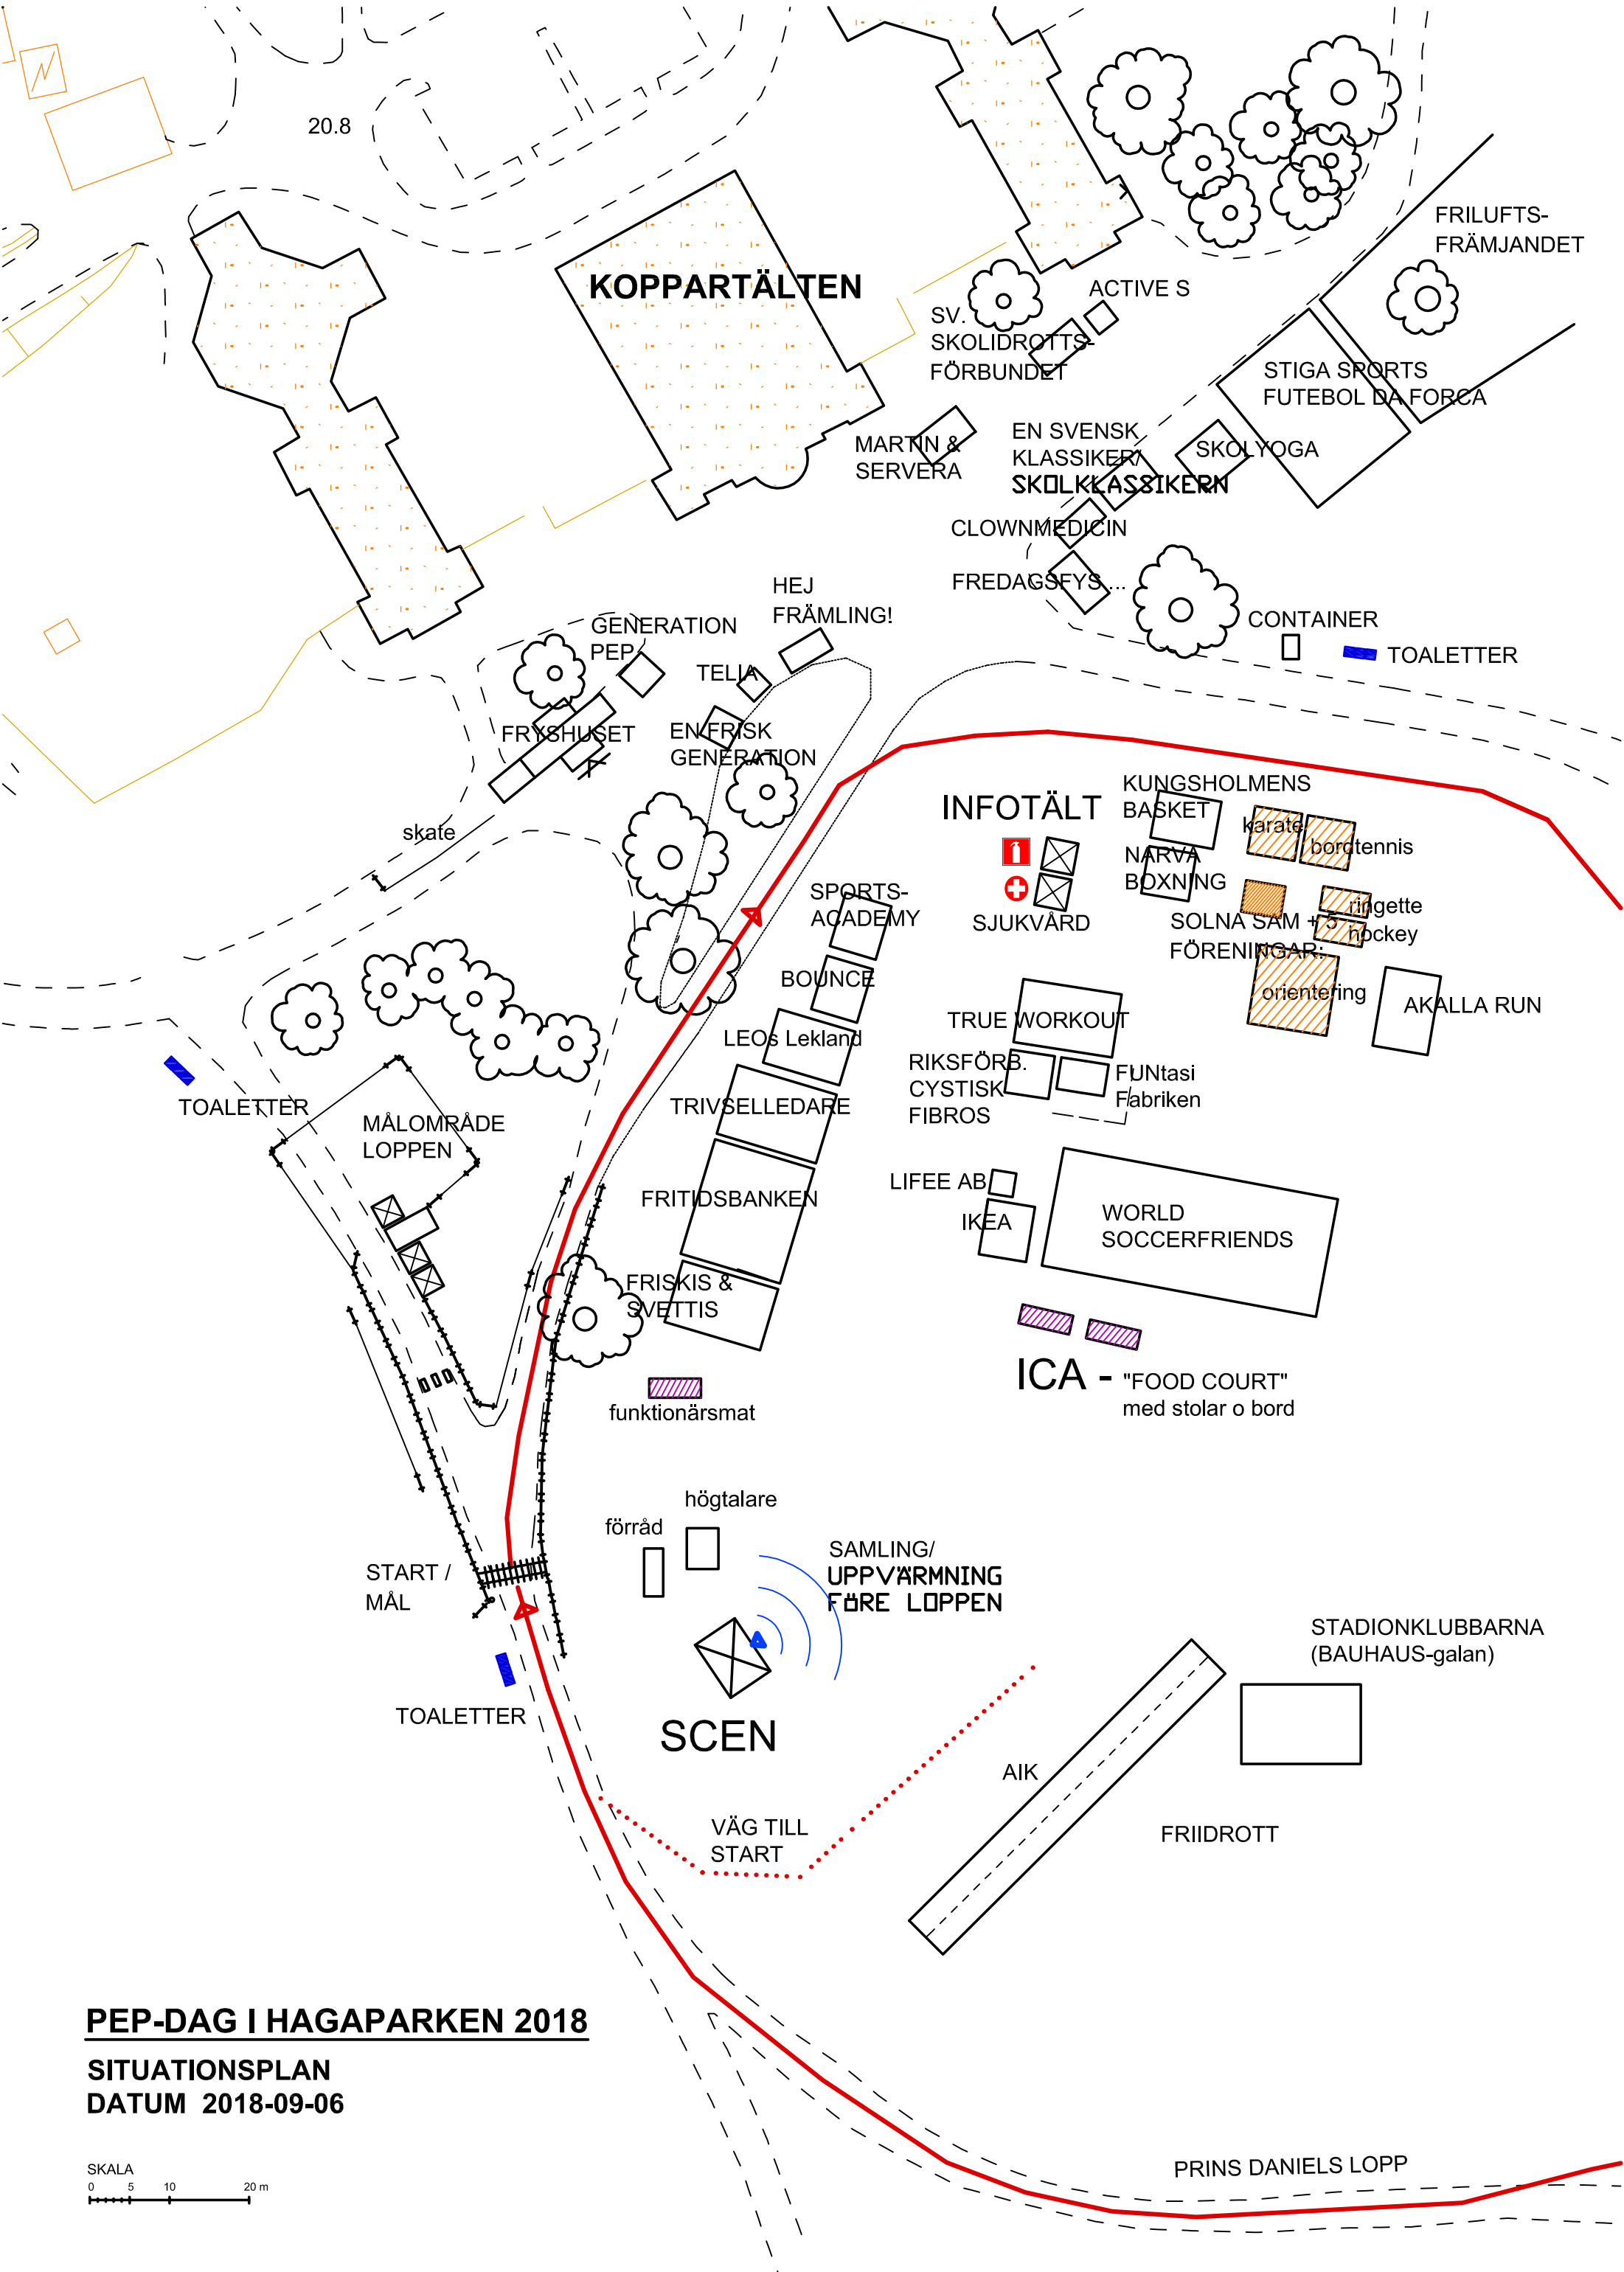 20.8
KOPPARTÄLTEN
FRILUFTS-
FRÄMJANDET
ACTIVE S
SV.
SKOLIDROTTS-
FÖRBUNDET
STIGA SPORTS
FUTEBOL DA FORCA
MARTIN &
SERVERA
EN SVENSK
KLASSIKER/
SKOLKLASSIKERN
SKOLYOGA
CLOWNMEDICIN
FREDAGSFYS ...
HEJ
FRÄMLING!
GENERATION
PEP
TELIA
CONTAINER
TOALETTER
FRYSHUSET
EN FRISK
GENERATION
skate
INFOTÄLT
KUNGSHOLMENS
BASKET
karate
bordtennis
NARVA
BOXNING
SPORTS-
ACADEMY
SJUKVÅRD
SOLNA SAM + 5
FÖRENINGAR:
ringette
hockey
BOUNCE
orientering
AKALLA RUN
LEOs Lekland
TRUE WORKOUT
RIKSFÖRB.
CYSTISK
FIBROS
FUNtasi
Fabriken
TOALETTER
MÅLOMRÅDE
LOPPEN
TRIVSELLEDARE
FRITIDSBANKEN
LIFEE AB
IKEA
WORLD
SOCCERFRIENDS
FRISKIS &
SVETTIS
ICA - "FOOD COURT"
med stolar o bord
funktionärsmat
högtalare
förråd
SAMLING/
UPPVÄRMNING
FÖRE LOPPEN
START /
MÅL
STADIONKLUBBARNA
(BAUHAUS-galan)
TOALETTER
SCEN
AIK
VÄG TILL
START
FRIIDROTT
PEP-DAG I HAGAPARKEN 2018
SITUATIONSPLAN
DATUM 2018-09-06
PRINS DANIELS LOPP
SKALA
0 5 10 20 m